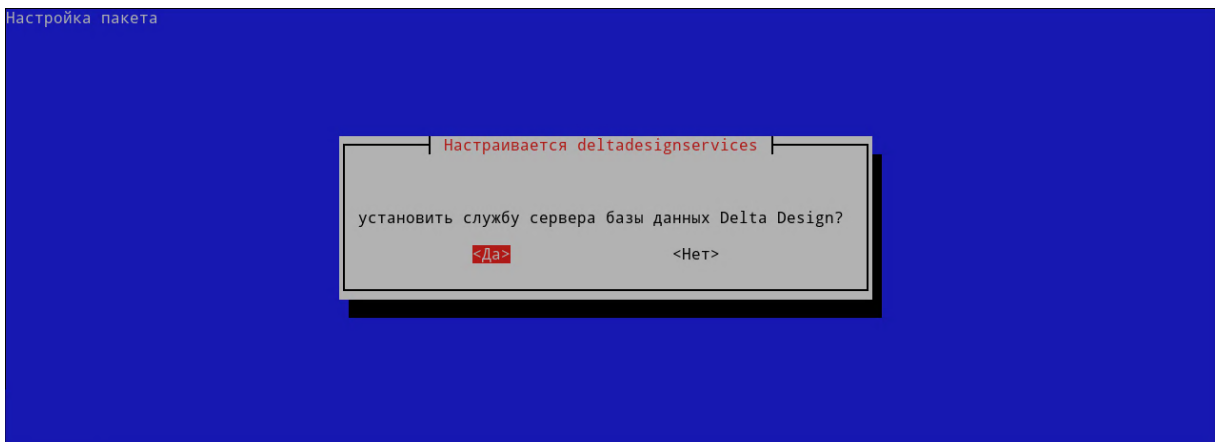 Настройка пакета
Настраивается deltadesignservices
установить службу сервера базы данных Delta Design?
<Да> <Нет>